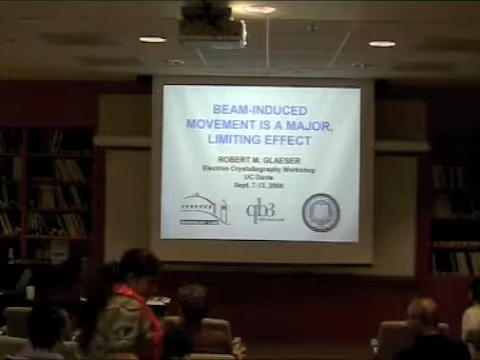 BEAM-INDUCED
MOVEMENT IS A MAJOR,
LIMITING EFFECT
ROBERT M. GLAESER
Electron Crystallography Workshop
UC Davis
Sept. 7-13, 2008
qb3